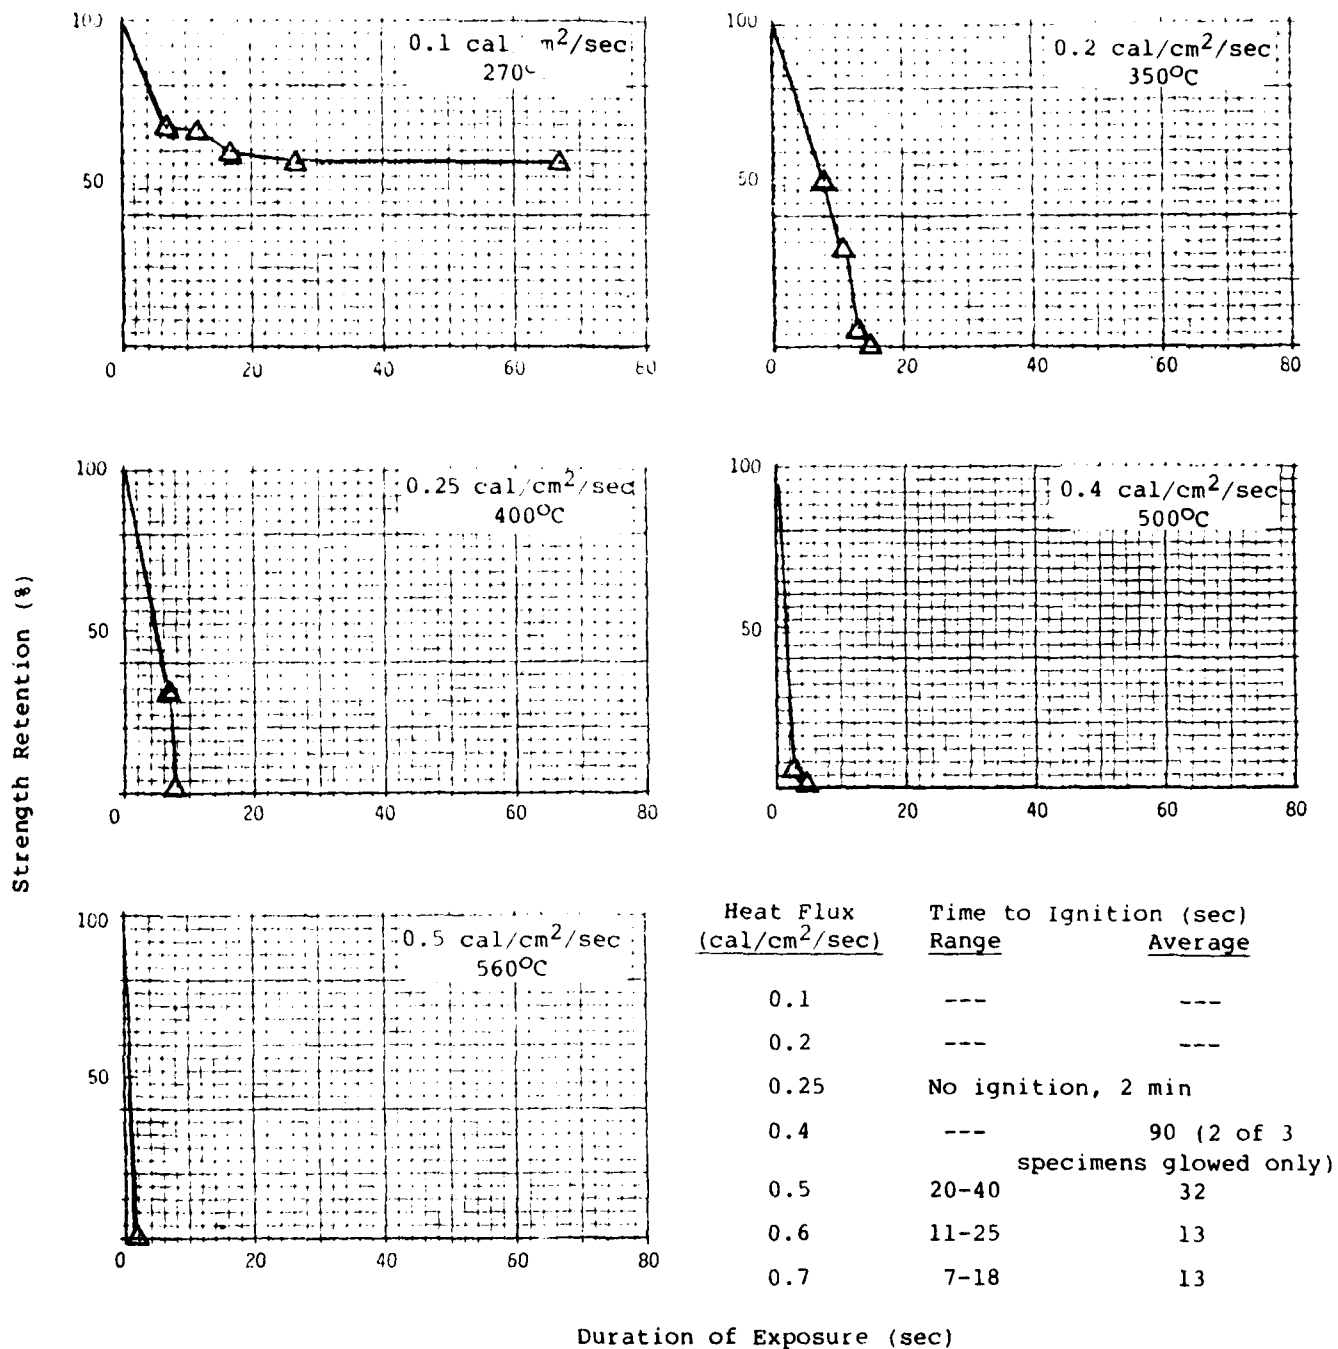 100
0.1 cal m²/sec
270
50
0 20 40 60
100
0.2 cal/cm²/sec
350°C
50
0 20 40 60 80
100
0.25 cal/cm²/sec
400°C
50
0 20 40 60 80
100
0.4 cal/cm²/sec
500°C
50
0 20 40 60 80
Strength Retention (%)
100
0.5 cal/cm²/sec
560°C
50
0 20 40 60 80
Heat Flux Time to Ignition (sec)
(cal/cm²/sec) Range Average
0.1 --- ---
0.2 --- ---
0.25 No ignition, 2 min
0.4 --- 90 (2 of 3
specimens glowed only)
0.5 20-40 32
0.6 11-25 13
0.7 7-18 13
Duration of Exposure (sec)